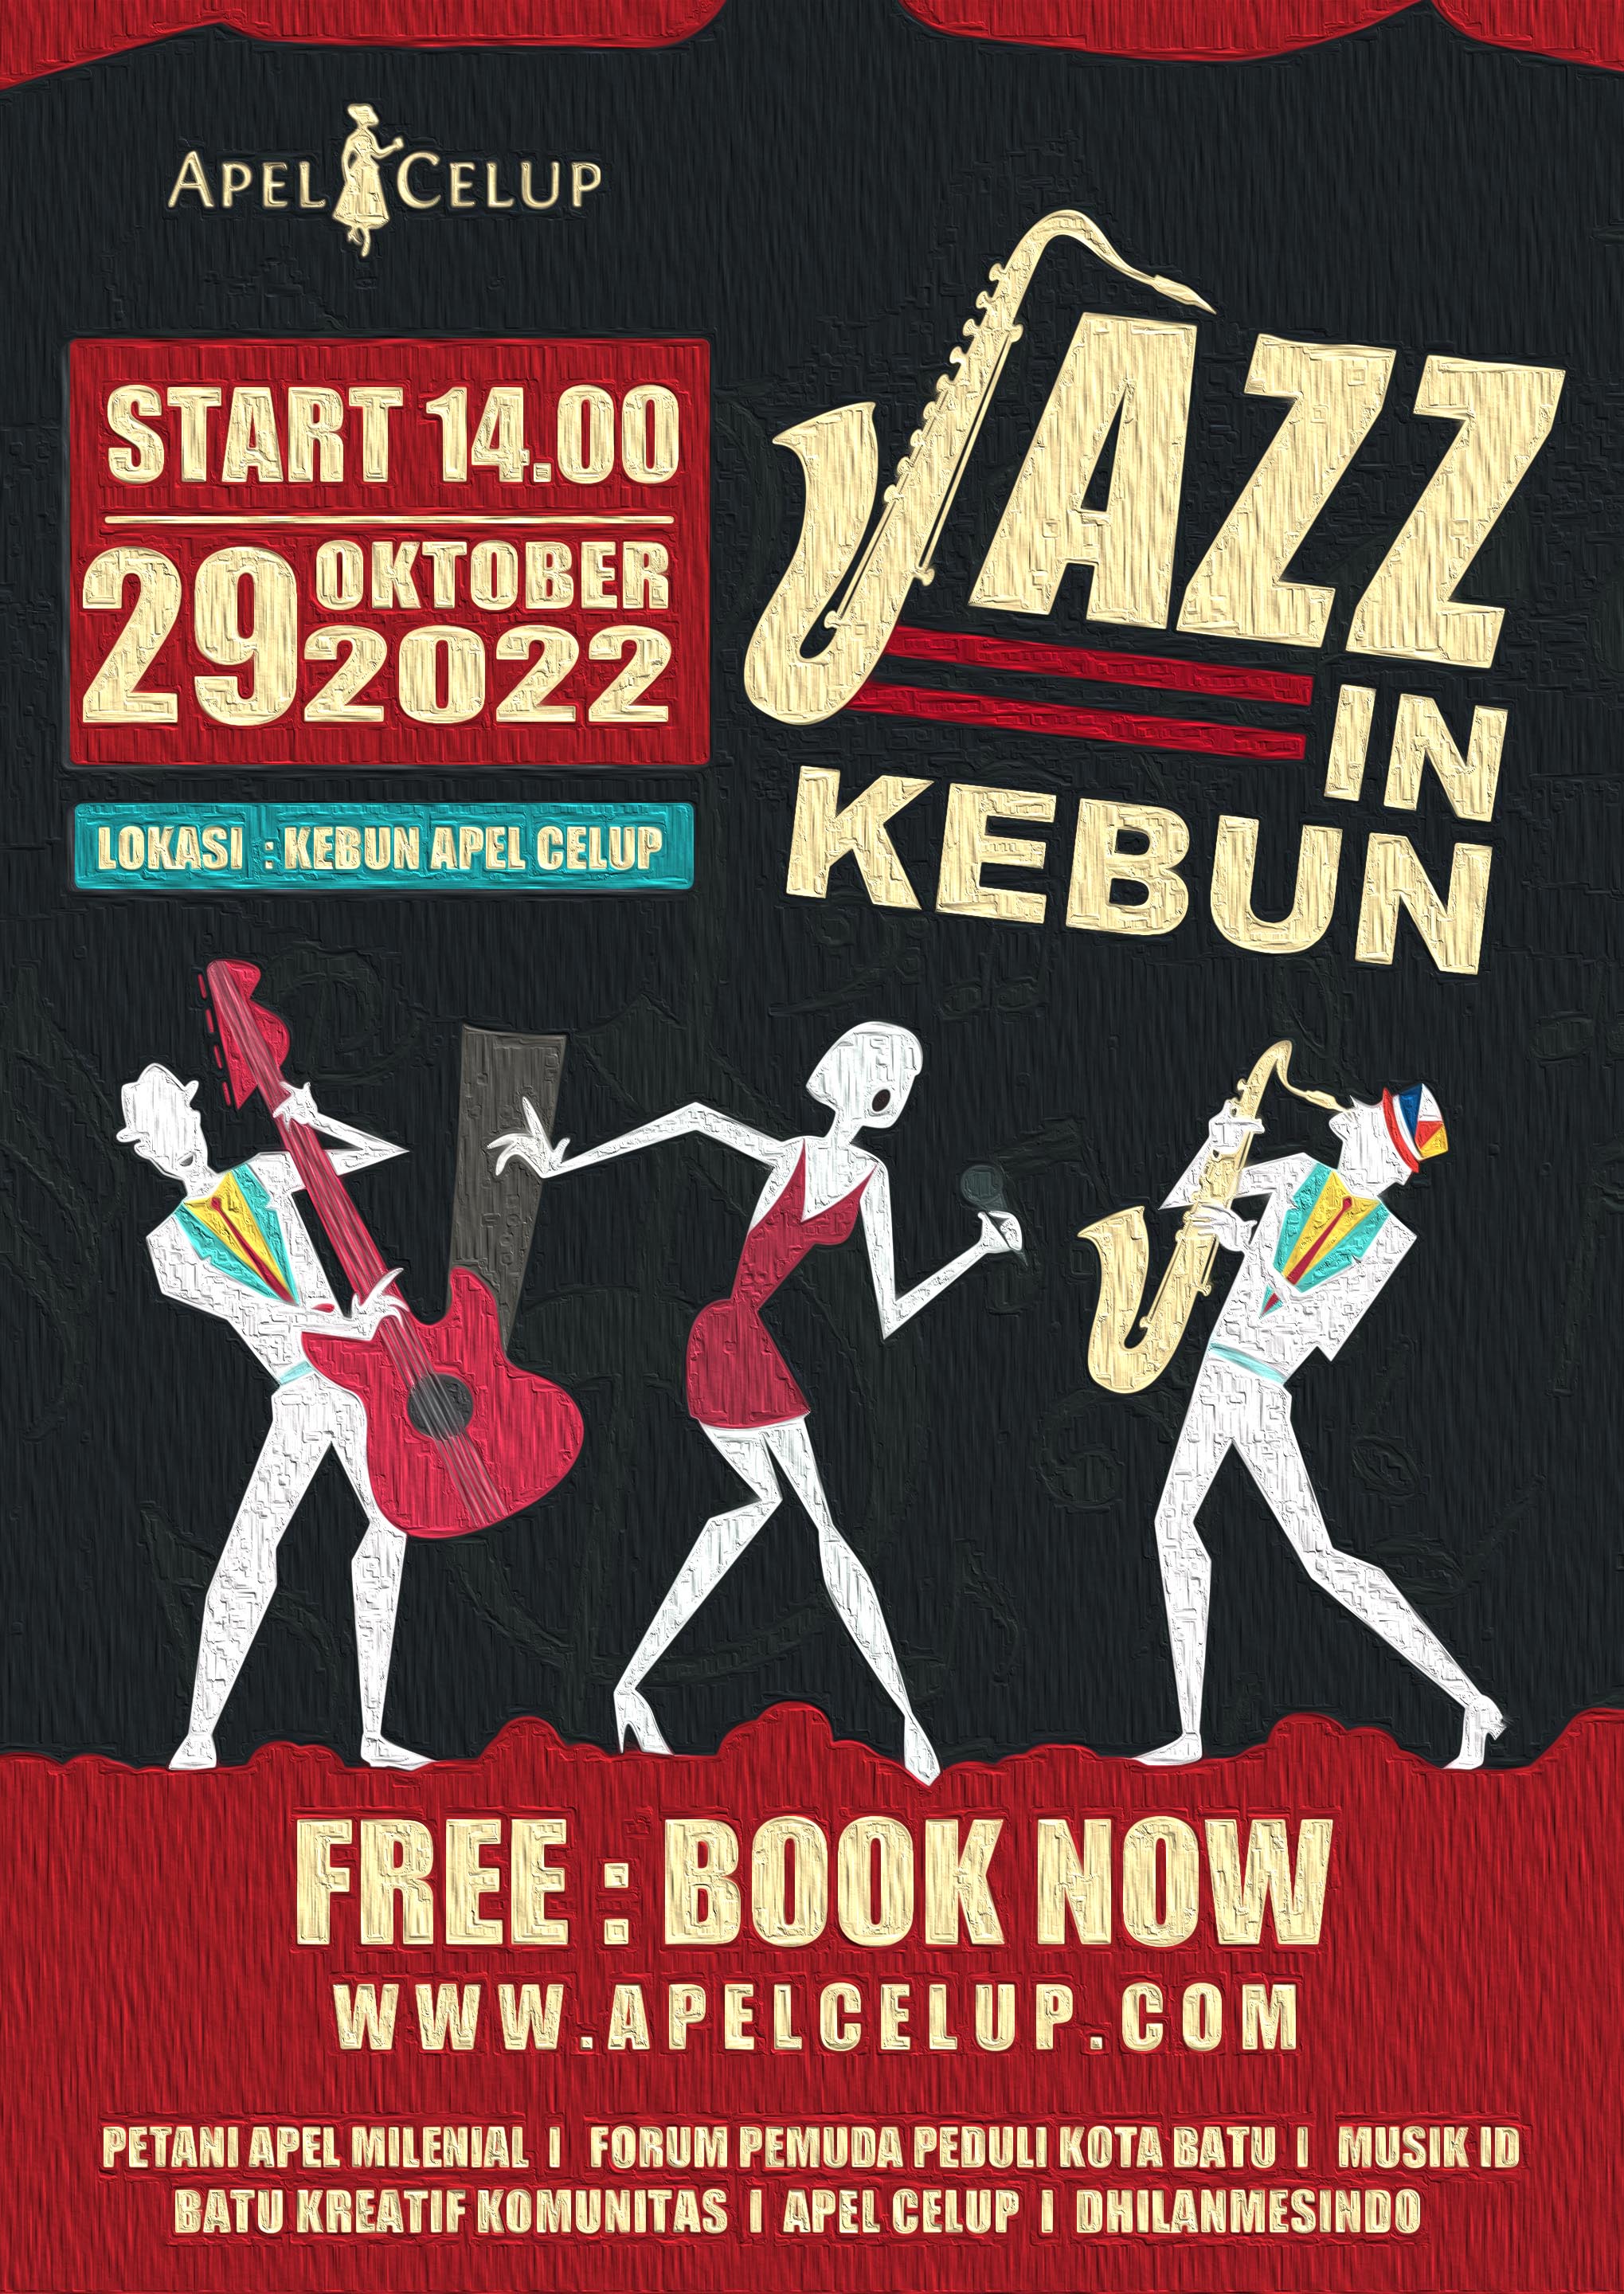 APEL CELUP
START 14.00
29 OKTOBER
2022
LOKASI : KEBUN APEL CELUP
JAZZ
IN
KEBUN
FREE : BOOK NOW
WWW.APELCELUP.COM
PETANI APEL MILENIAL I FORUM PEMUDA PEDULI KOTA BATU I MUSIK ID
BATU KREATIF KOMUNITAS I APEL CELUP I DHILANMESINDO